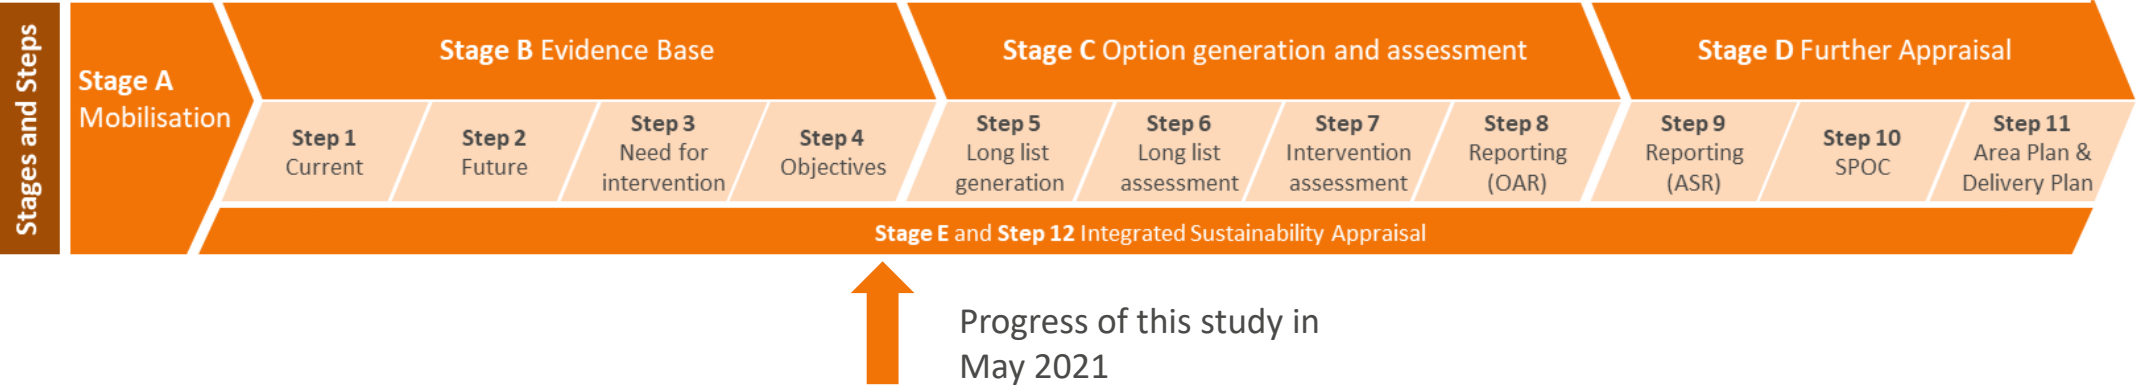 Stages and Steps
Stage A
Mobilisation
Stage B Evidence Base
Step 1
Current
Step 2
Future
Step 3
Need for
intervention
Step 4
Objectives
Stage C Option generation and assessment
Step 5
Long list
generation
Step 6
Long list
assessment
Step 7
Intervention
assessment
Step 8
Reporting
(OAR)
Stage D Further Appraisal
Step 9
Reporting
(ASR)
Step 10
SPOC
Step 11
Area Plan &
Delivery Plan
Stage E and Step 12 Integrated Sustainability Appraisal
Progress of this study in
May 2021